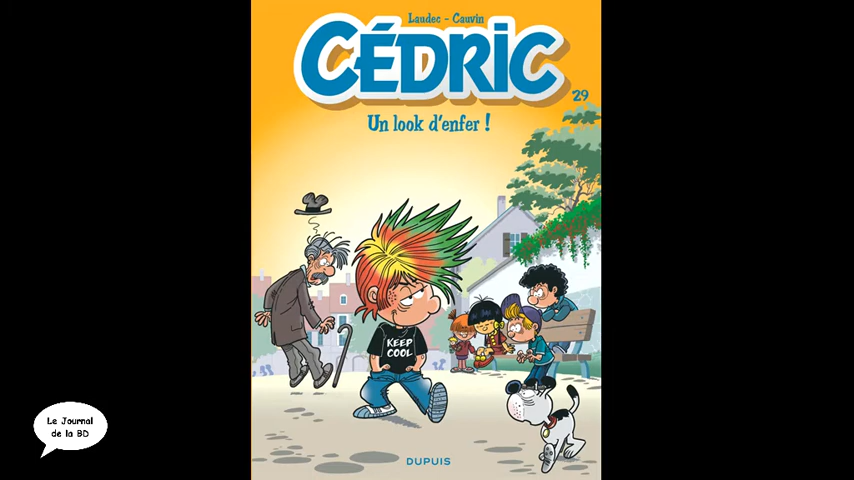 Laudec - Cauvin
CÉDRIC
29
Un look d'enfer !
KEEP
COOL
Le Journal
de la BD
DUPUIS